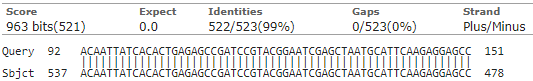 Score Expect Identities Gaps Strand
963 bits(521) 0.0 522/523(99%) 0/523(0%) Plus/Minus
Query 92 ACAATTATCACACTGAGAGCCGATCCGTACGGAATCGAGCTAATGCATTCAAGAGGAGCC 151
Sbjct 537 ACAATTATCACACTGAGAGCCGATCCGTACGGAATCGAGCTAATGCATTCAAGAGGAGCC 478